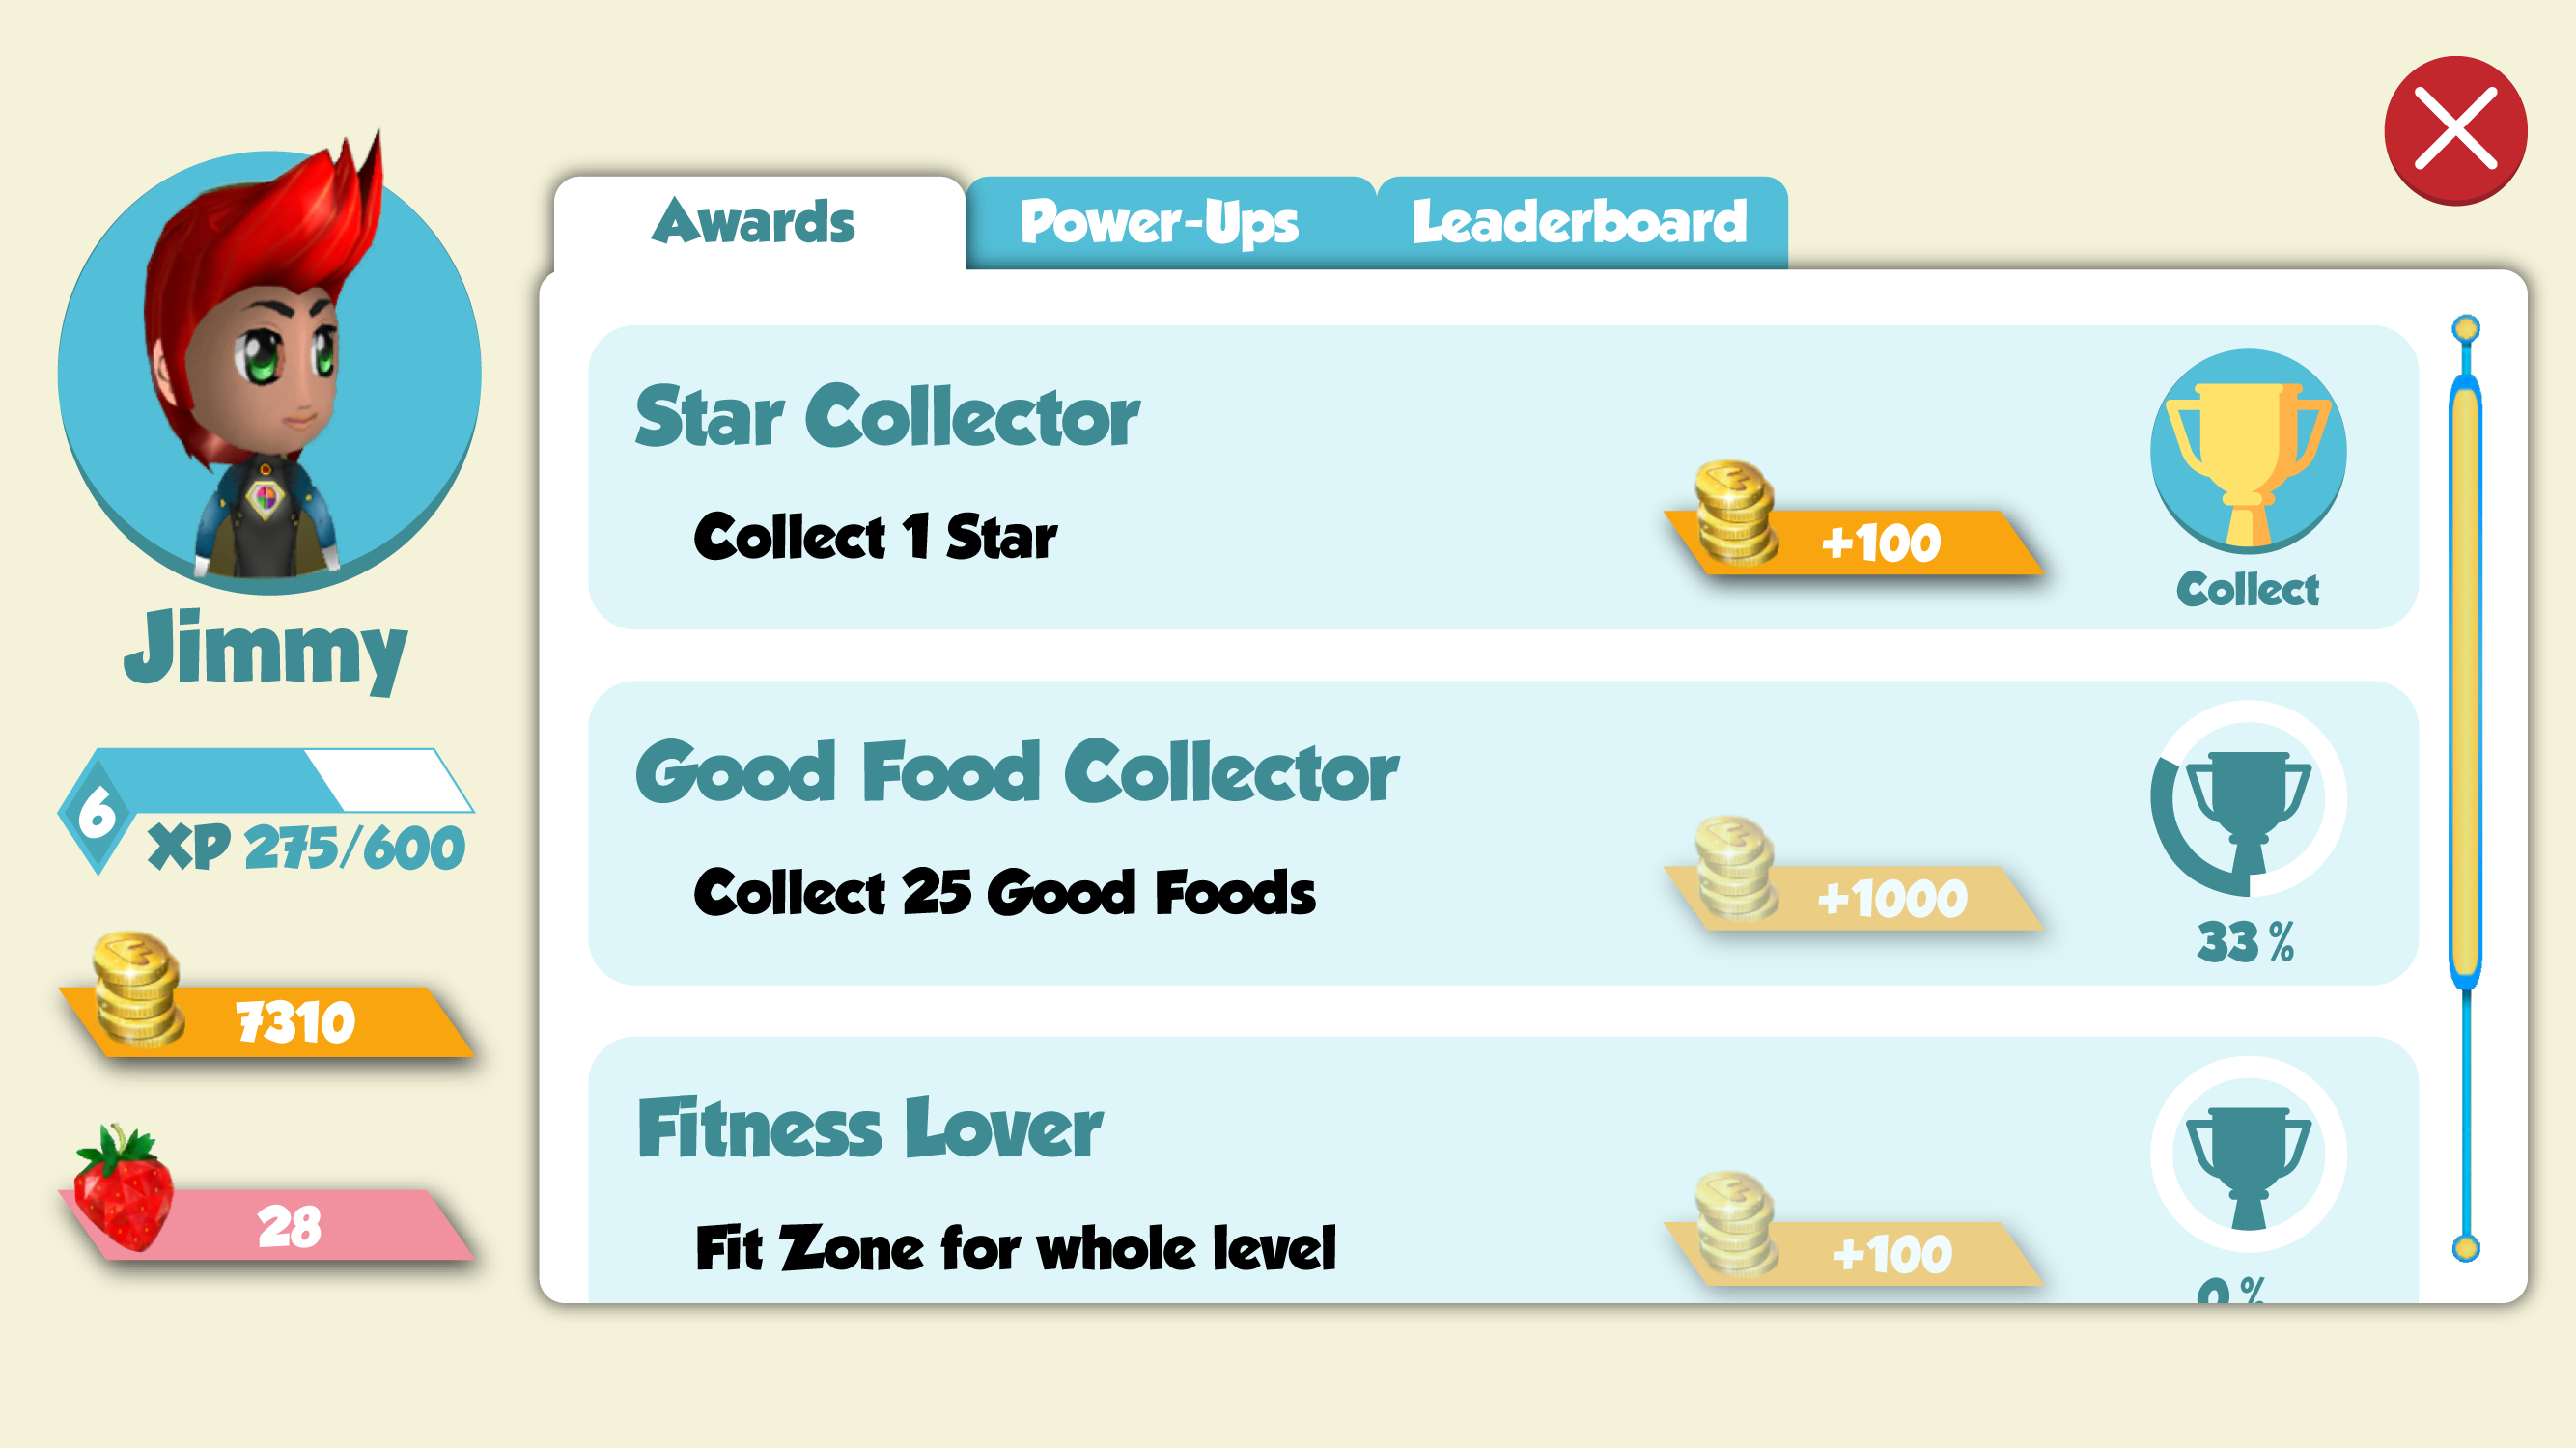 Awards
Power-Ups
Leaderboard
Jimmy
6
XP 275/600
7310
28
Star Collector
Collect 1 Star
+100
Collect
Good Food Collector
Collect 25 Good Foods
+1000
33 %
Fitness Lover
Fit Zone for whole level
+100
0 %